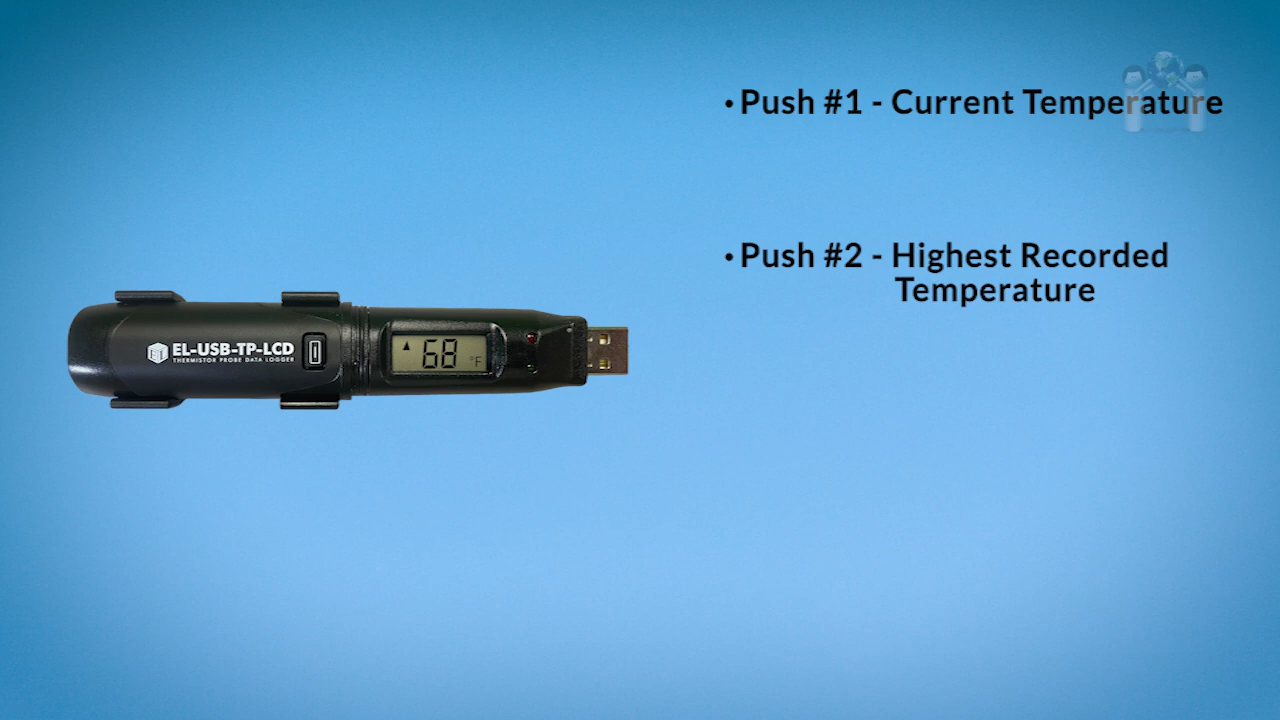 • Push #1 - Current Temperature
• Push #2 - Highest Recorded
Temperature
EL-USB-TP-LCD
THERMISTOR PROBE DATA LOGGER
▲ 68 °F